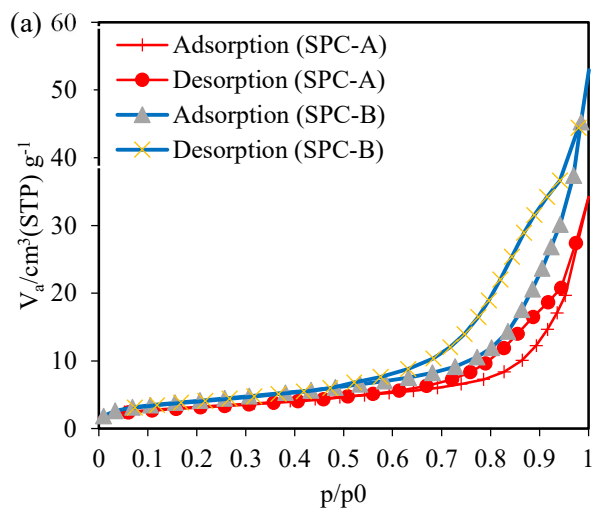 (a)
60
50
40
30
20
10
0
Adsorption (SPC-A)
Desorption (SPC-A)
Adsorption (SPC-B)
Desorption (SPC-B)
Vₐ/cm³(STP) g⁻¹
0 0.1 0.2 0.3 0.4 0.5 0.6 0.7 0.8 0.9 1
p/p0